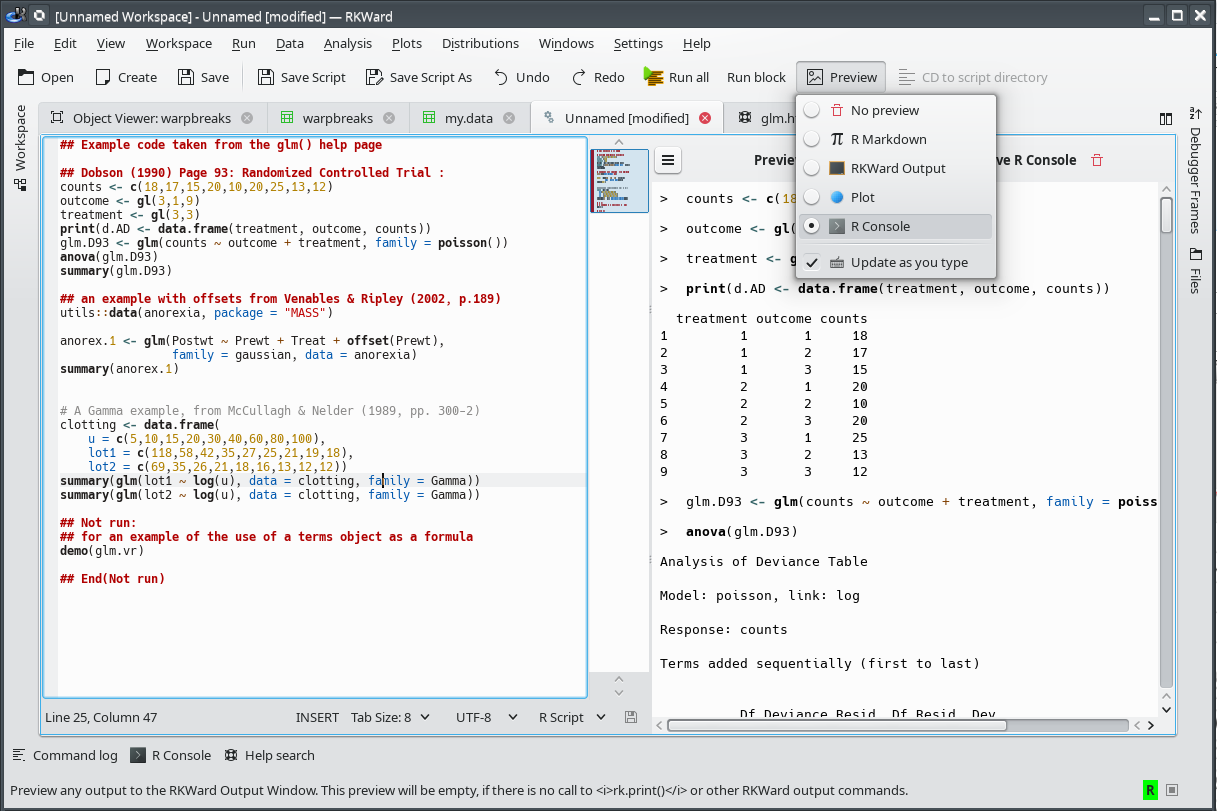 [Unnamed Workspace] - Unnamed [modified] — RKWard
File Edit View Workspace Run Data Analysis Plots Distributions Windows Settings Help
Open Create Save Save Script Save Script As Undo Redo Run all Run block Preview CD to script directory
Object Viewer: warpbreaks warpbreaks my.data Unnamed [modified] glm.h
No preview
R Markdown
RKWard Output
Plot
R Console
Update as you type
Workspace
## Example code taken from the glm() help page
## Dobson (1990) Page 93: Randomized Controlled Trial :
counts <- c(18,17,15,20,10,20,25,13,12)
outcome <- gl(3,1,9)
treatment <- gl(3,3)
print(d.AD <- data.frame(treatment, outcome, counts))
glm.D93 <- glm(counts ~ outcome + treatment, family = poisson())
anova(glm.D93)
summary(glm.D93)
## an example with offsets from Venables & Ripley (2002, p.189)
utils::data(anorexia, package = "MASS")
anorex.1 <- glm(Postwt ~ Prewt + Treat + offset(Prewt),
family = gaussian, data = anorexia)
summary(anorex.1)
# A Gamma example, from McCullagh & Nelder (1989, pp. 300-2)
clotting <- data.frame(
u = c(5,10,15,20,30,40,60,80,100),
lot1 = c(118,58,42,35,27,25,21,19,18),
lot2 = c(69,35,26,21,18,16,13,12,12))
summary(glm(lot1 ~ log(u), data = clotting, family = Gamma))
summary(glm(lot2 ~ log(u), data = clotting, family = Gamma))
## Not run:
## for an example of the use of a terms object as a formula
demo(glm.vr)
## End(Not run)
Line 25, Column 47 INSERT Tab Size: 8 UTF-8 R Script
Preview ve R Console
> counts <- c(18
> outcome <- gl(
> treatment <- g
> print(d.AD <- data.frame(treatment, outcome, counts))
treatment outcome counts
1 1 1 18
2 1 2 17
3 1 3 15
4 2 1 20
5 2 2 10
6 2 3 20
7 3 1 25
8 3 2 13
9 3 3 12
> glm.D93 <- glm(counts ~ outcome + treatment, family = poiss
> anova(glm.D93)
Analysis of Deviance Table
Model: poisson, link: log
Response: counts
Terms added sequentially (first to last)
Df Deviance Resid. Df Resid. Dev
Debugger Frames
Files
Command log R Console Help search
Preview any output to the RKWard Output Window. This preview will be empty, if there is no call to <i>rk.print()</i> or other RKWard output commands.
R